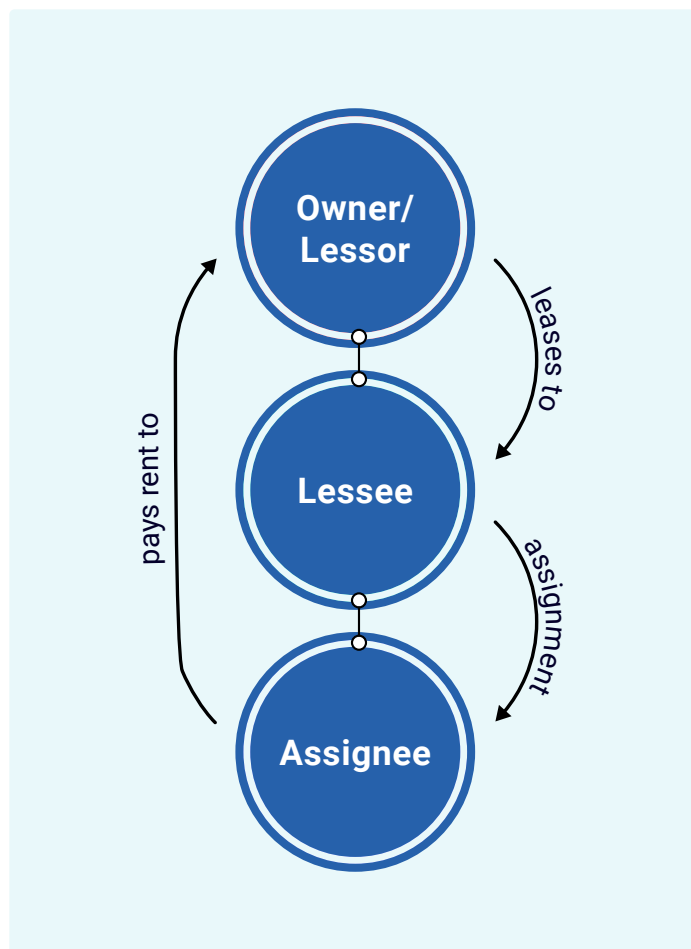 Owner/
Lessor
leases to
pays rent to
Lessee
assignment
Assignee